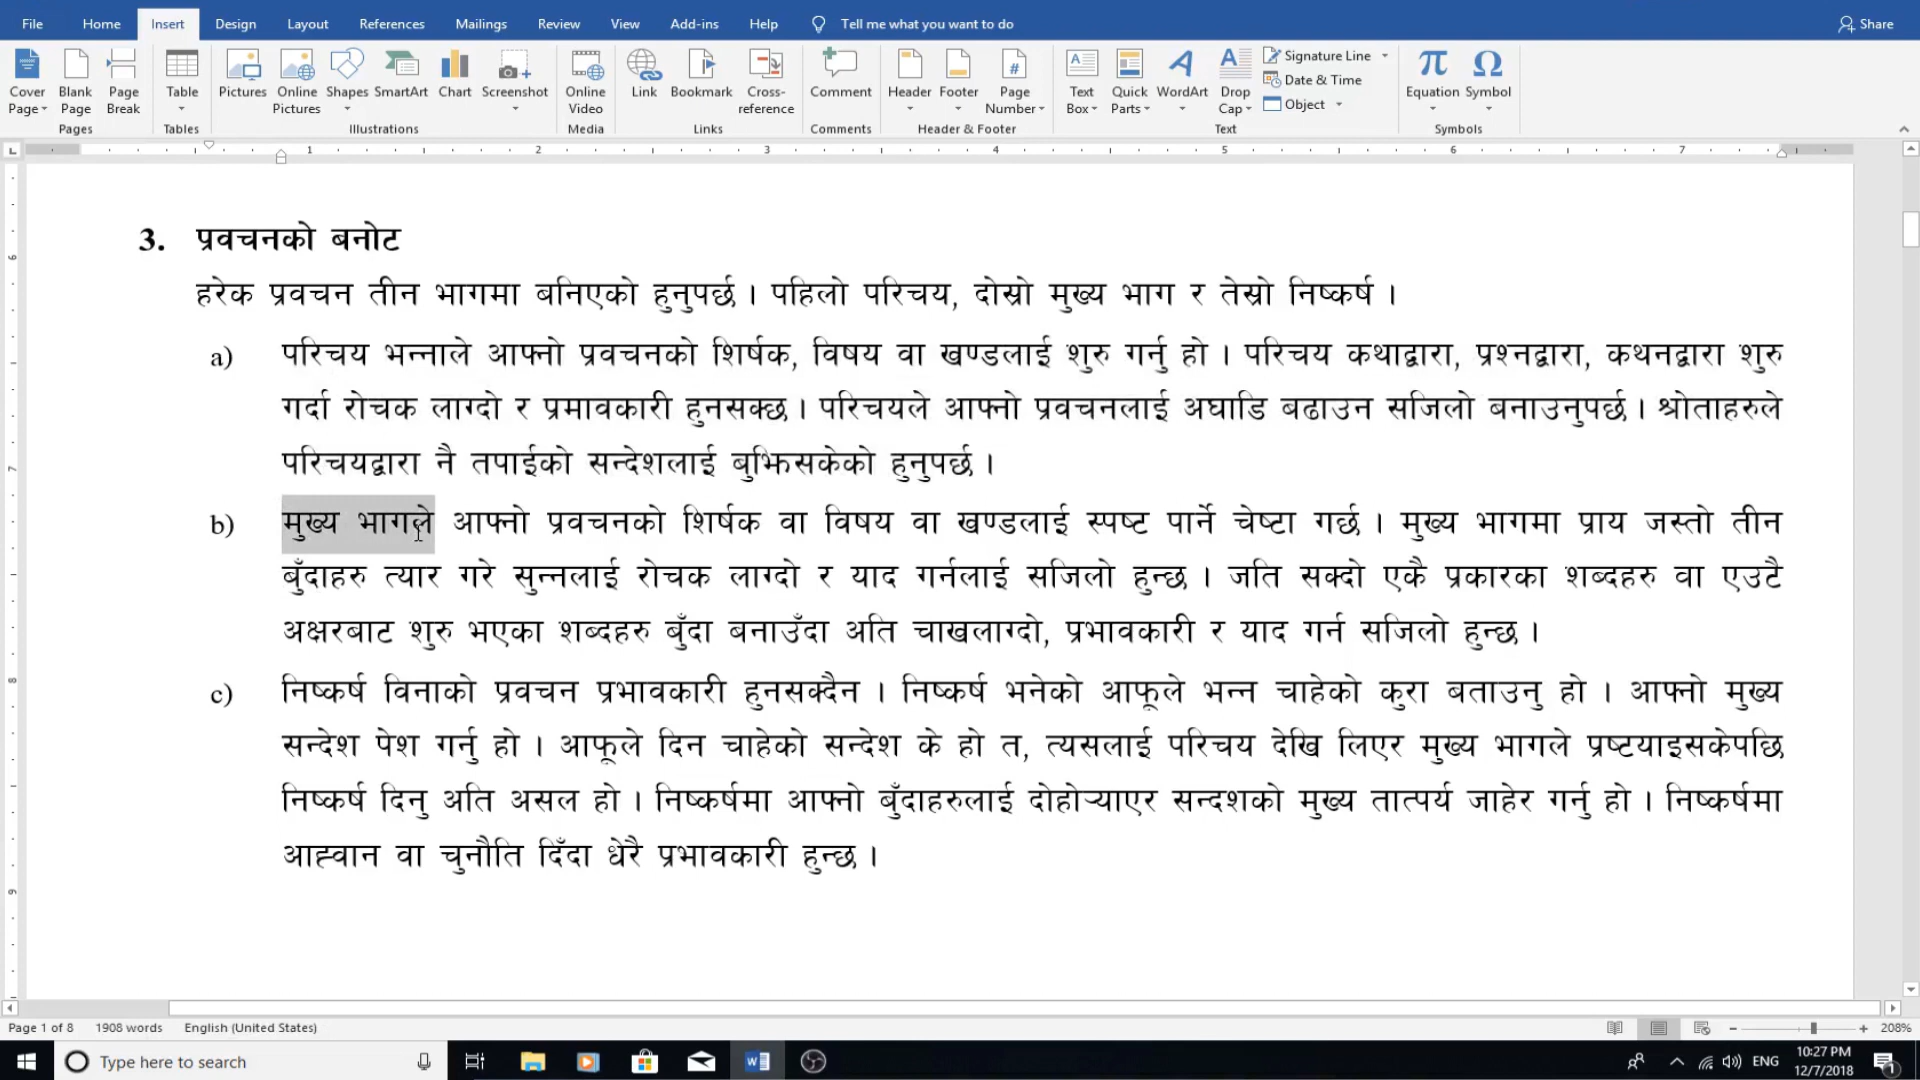 File Home Insert Design Layout References Mailings Review View Add-ins Help Tell me what you want to do Share
Cover Page Blank Page Page Break Table Pictures Online Pictures Shapes SmartArt Chart Screenshot Online Video Link Bookmark Cross-reference Comment Header Footer Page Number Text Box Quick Parts WordArt Drop Cap Signature Line Date & Time Object Equation Symbol
Pages Tables Illustrations Media Links Comments Header & Footer Text Symbols
1 2 3 4 5 6 7
3. प्रवचनको बनोट
हरेक प्रवचन तीन भागमा बनिएको हुनुपर्छ । पहिलो परिचय, दोस्रो मुख्य भाग र तेस्रो निष्कर्ष ।
a) परिचय भन्नाले आफ्नो प्रवचनको शिर्षक, विषय वा खण्डलाई शुरु गर्नु हो । परिचय कथाद्वारा, प्रश्नद्वारा, कथनद्वारा शुरु
गर्दा रोचक लाग्दो र प्रमावकारी हुनसक्छ । परिचयले आफ्नो प्रवचनलाई अघाडि बढाउन सजिलो बनाउनुपर्छ । श्रोताहरुले
परिचयद्वारा नै तपाईको सन्देशलाई बुझिसकेको हुनुपर्छ ।
b) मुख्य भागले आफ्नो प्रवचनको शिर्षक वा विषय वा खण्डलाई स्पष्ट पार्ने चेष्टा गर्छ । मुख्य भागमा प्राय जस्तो तीन
बुँदाहरु त्यार गरे सुन्नलाई रोचक लाग्दो र याद गर्नलाई सजिलो हुन्छ । जति सक्दो एकै प्रकारका शब्दहरु वा एउटै
अक्षरबाट शुरु भएका शब्दहरु बुँदा बनाउँदा अति चाखलाग्दो, प्रभावकारी र याद गर्न सजिलो हुन्छ ।
c) निष्कर्ष विनाको प्रवचन प्रभावकारी हुनसक्दैन । निष्कर्ष भनेको आफूले भन्न चाहेको कुरा बताउनु हो । आफ्नो मुख्य
सन्देश पेश गर्नु हो । आफूले दिन चाहेको सन्देश के हो त, त्यसलाई परिचय देखि लिएर मुख्य भागले प्रष्टयाइसकेपछि
निष्कर्ष दिनु अति असल हो । निष्कर्षमा आफ्नो बुँदाहरुलाई दोहोऱ्याएर सन्दशको मुख्य तात्पर्य जाहेर गर्नु हो । निष्कर्षमा
आह्वान वा चुनौति दिँदा धेरै प्रभावकारी हुन्छ ।
Page 1 of 8 1908 words English (United States) 208%
Type here to search ENG 10:27 PM
12/7/2018